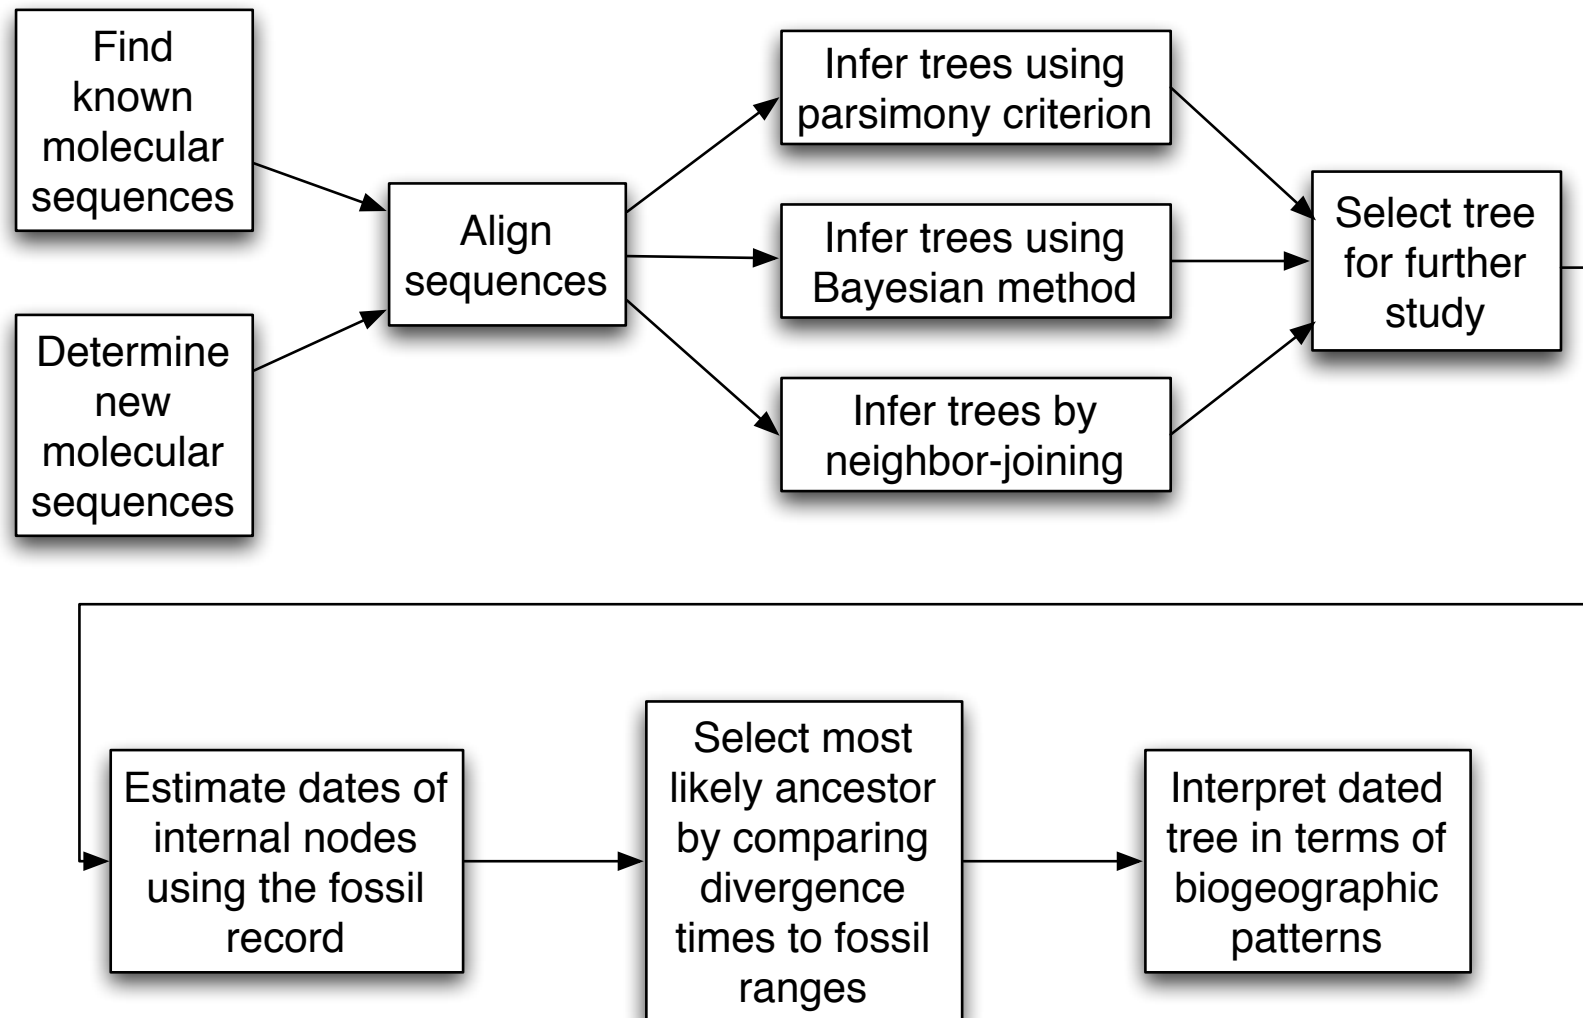 Find
known
molecular
sequences
Determine
new
molecular
sequences
Align
sequences
Infer trees using
parsimony criterion
Infer trees using
Bayesian method
Infer trees by
neighbor-joining
Select tree
for further
study
Estimate dates of
internal nodes
using the fossil
record
Select most
likely ancestor
by comparing
divergence
times to fossil
ranges
Interpret dated
tree in terms of
biogeographic
patterns